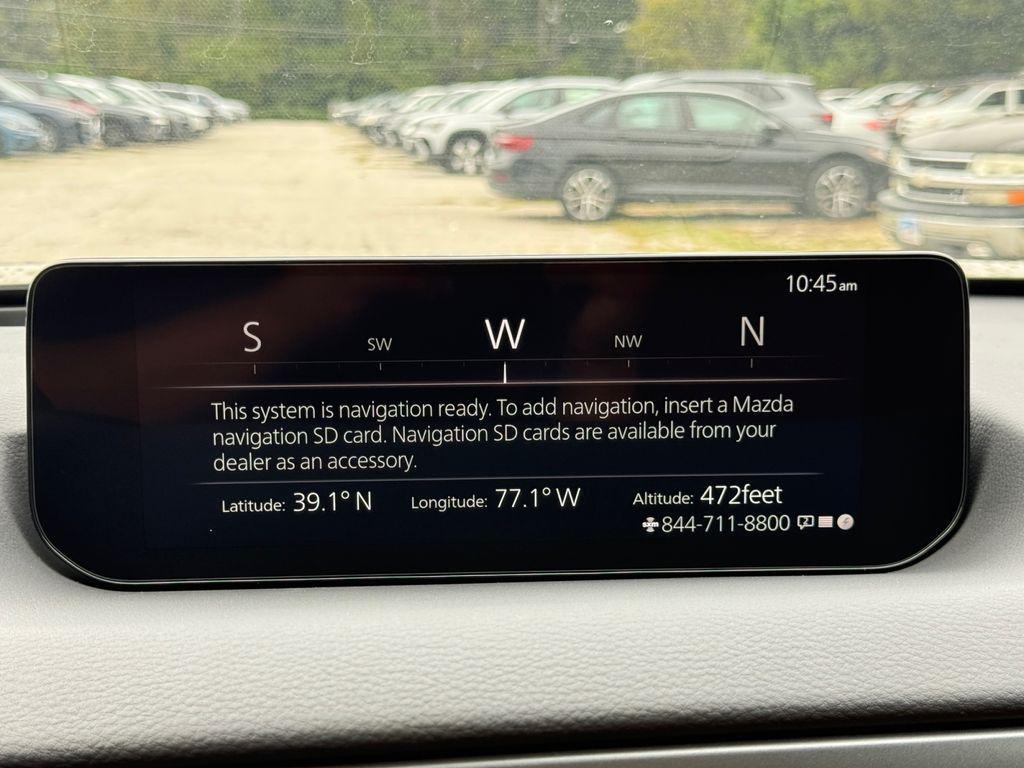 10:45am
S SW W NW N
This system is navigation ready. To add navigation, insert a Mazda
navigation SD card. Navigation SD cards are available from your
dealer as an accessory.
Latitude: 39.1° N Longitude: 77.1° W Altitude: 472feet
sxm 844-711-8800 2